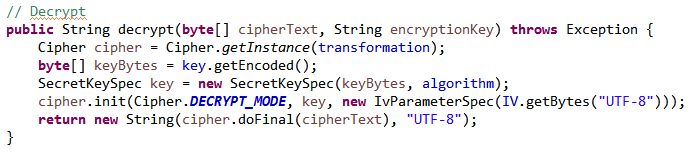 // Decrypt
public String decrypt(byte[] cipherText, String encryptionKey) throws Exception {
    Cipher cipher = Cipher.getInstance(transformation);
    byte[] keyBytes = key.getEncoded();
    SecretKeySpec key = new SecretKeySpec(keyBytes, algorithm);
    cipher.init(Cipher.DECRYPT_MODE, key, new IvParameterSpec(IV.getBytes("UTF-8")));
    return new String(cipher.doFinal(cipherText), "UTF-8");
}